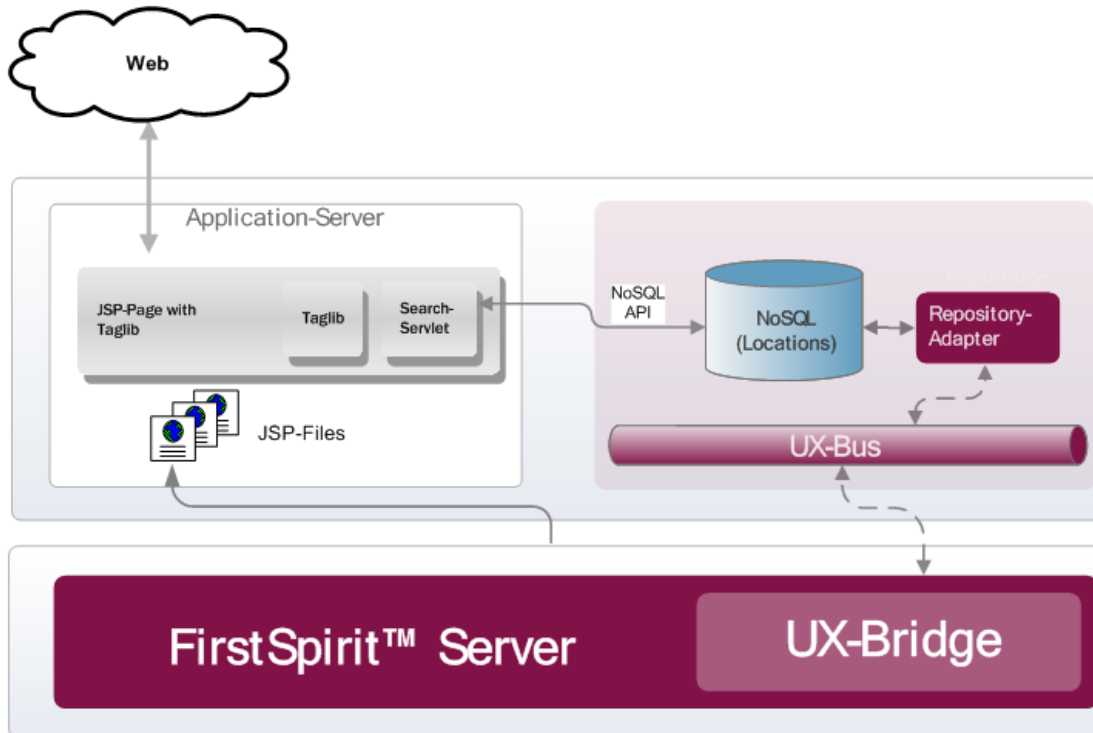 Web
Application-Server
JSP-Page with
Taglib
Taglib
Search-
Servlet
JSP-Files
NoSQL
API
NoSQL
(Locations)
Repository-
Repository-
Adapter
UX-Bus
FirstSpirit™ Server
UX-Bridge